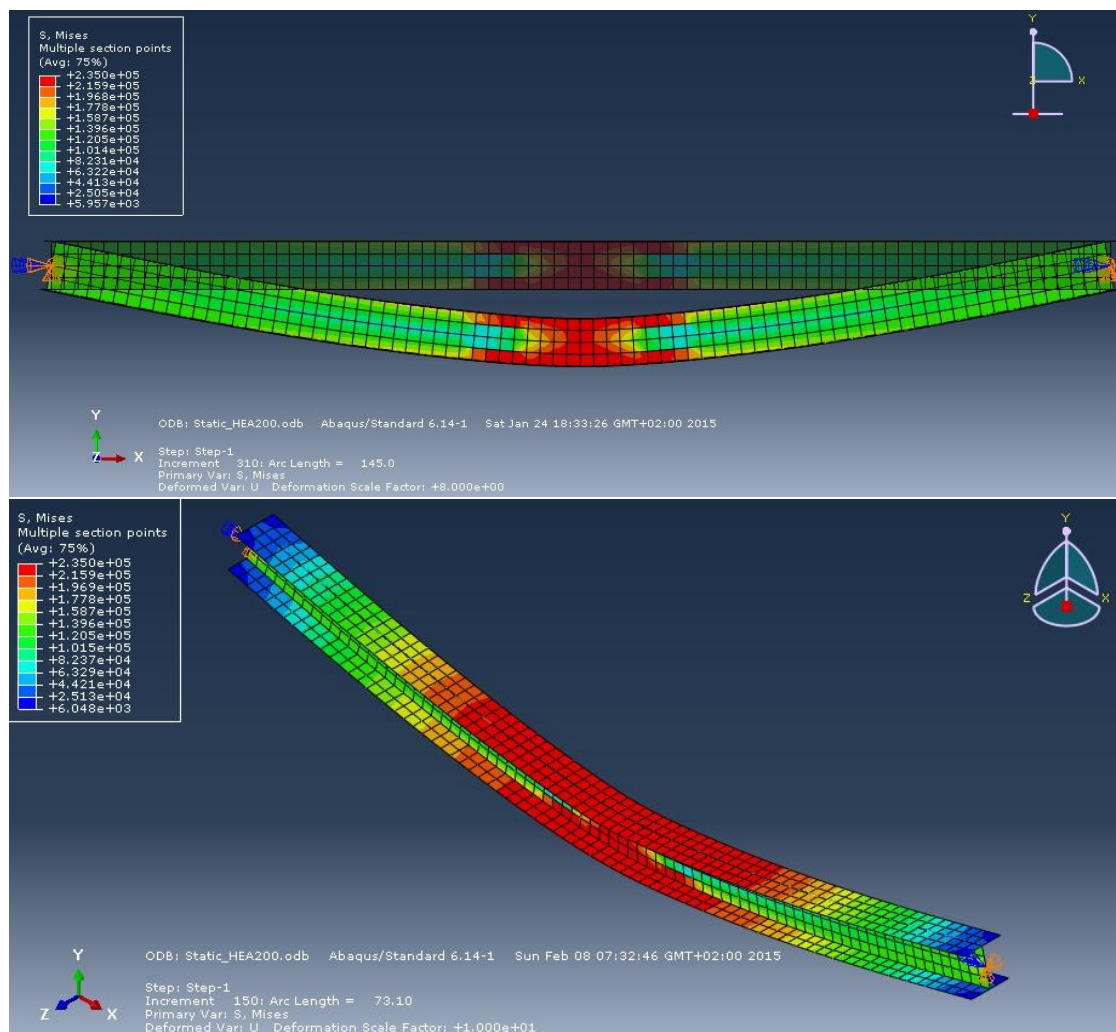 S, Mises
Multiple section points
(Avg: 75%)
+2.350e+05
+2.159e+05
+1.968e+05
+1.778e+05
+1.587e+05
+1.396e+05
+1.205e+05
+1.014e+05
+8.231e+04
+6.322e+04
+4.413e+04
+2.505e+04
+5.957e+03
Y
Z
X
Y
Z
X
ODB: Static_HEA200.odb Abaqus/Standard 6.14-1 Sat Jan 24 18:33:26 GMT+02:00 2015
Step: Step-1
Increment 310: Arc Length = 145.0
Primary Var: S, Mises
Deformed Var: U Deformation Scale Factor: +8.000e+00
S, Mises
Multiple section points
(Avg: 75%)
+2.350e+05
+2.159e+05
+1.969e+05
+1.778e+05
+1.587e+05
+1.396e+05
+1.205e+05
+1.015e+05
+8.237e+04
+6.329e+04
+4.421e+04
+2.513e+04
+6.048e+03
Y
Z
X
Y
Z
X
ODB: Static_HEA200.odb Abaqus/Standard 6.14-1 Sun Feb 08 07:32:46 GMT+02:00 2015
Step: Step-1
Increment 150: Arc Length = 73.10
Primary Var: S, Mises
Deformed Var: U Deformation Scale Factor: +1.000e+01